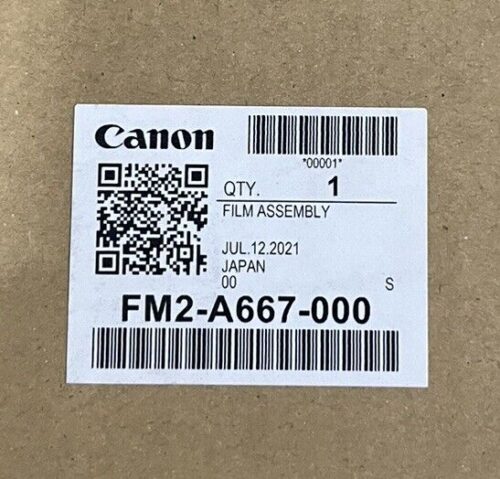 Canon
*00001*
QTY. 1
FILM ASSEMBLY
JUL.12.2021
JAPAN
00 S
FM2-A667-000